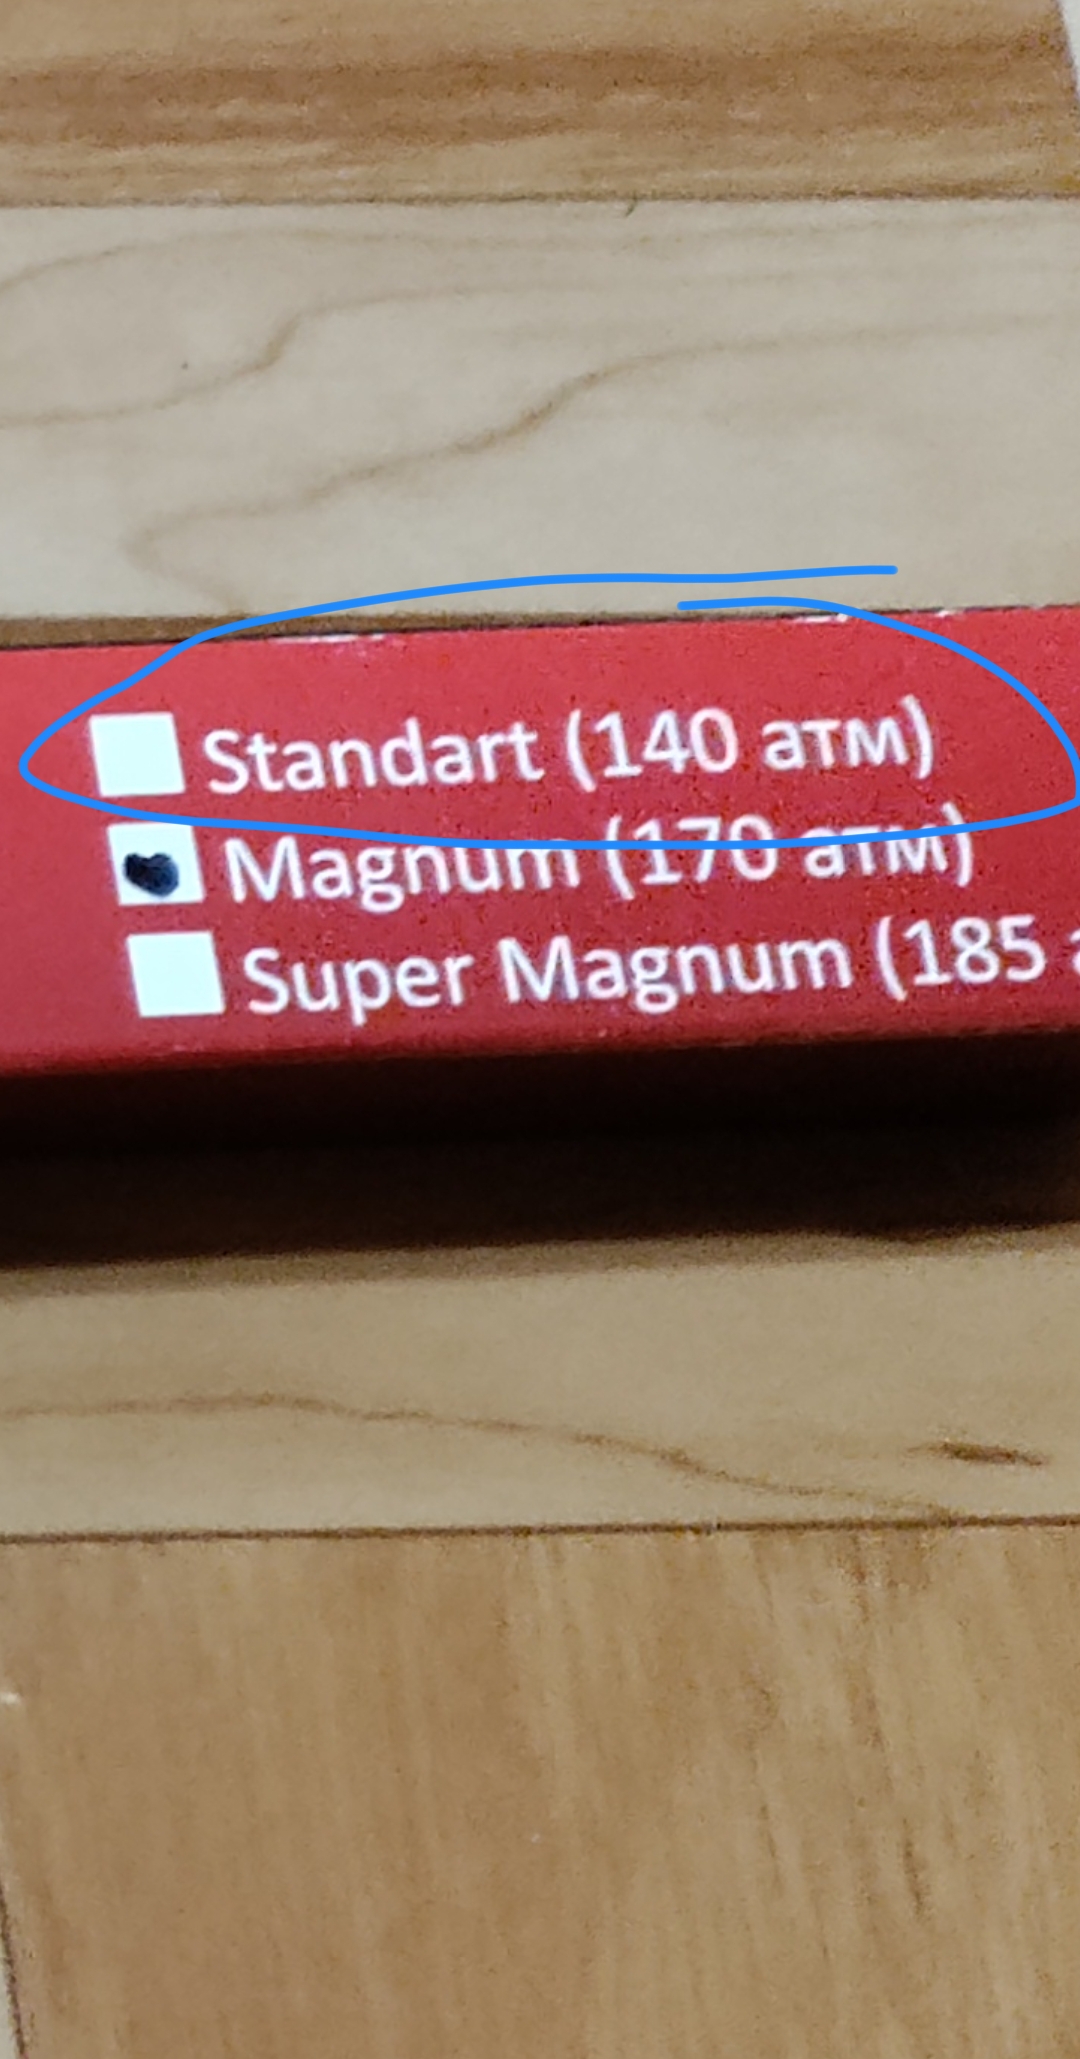 Standart (140 атм)
Magnum (170 атм)
Super Magnum (185